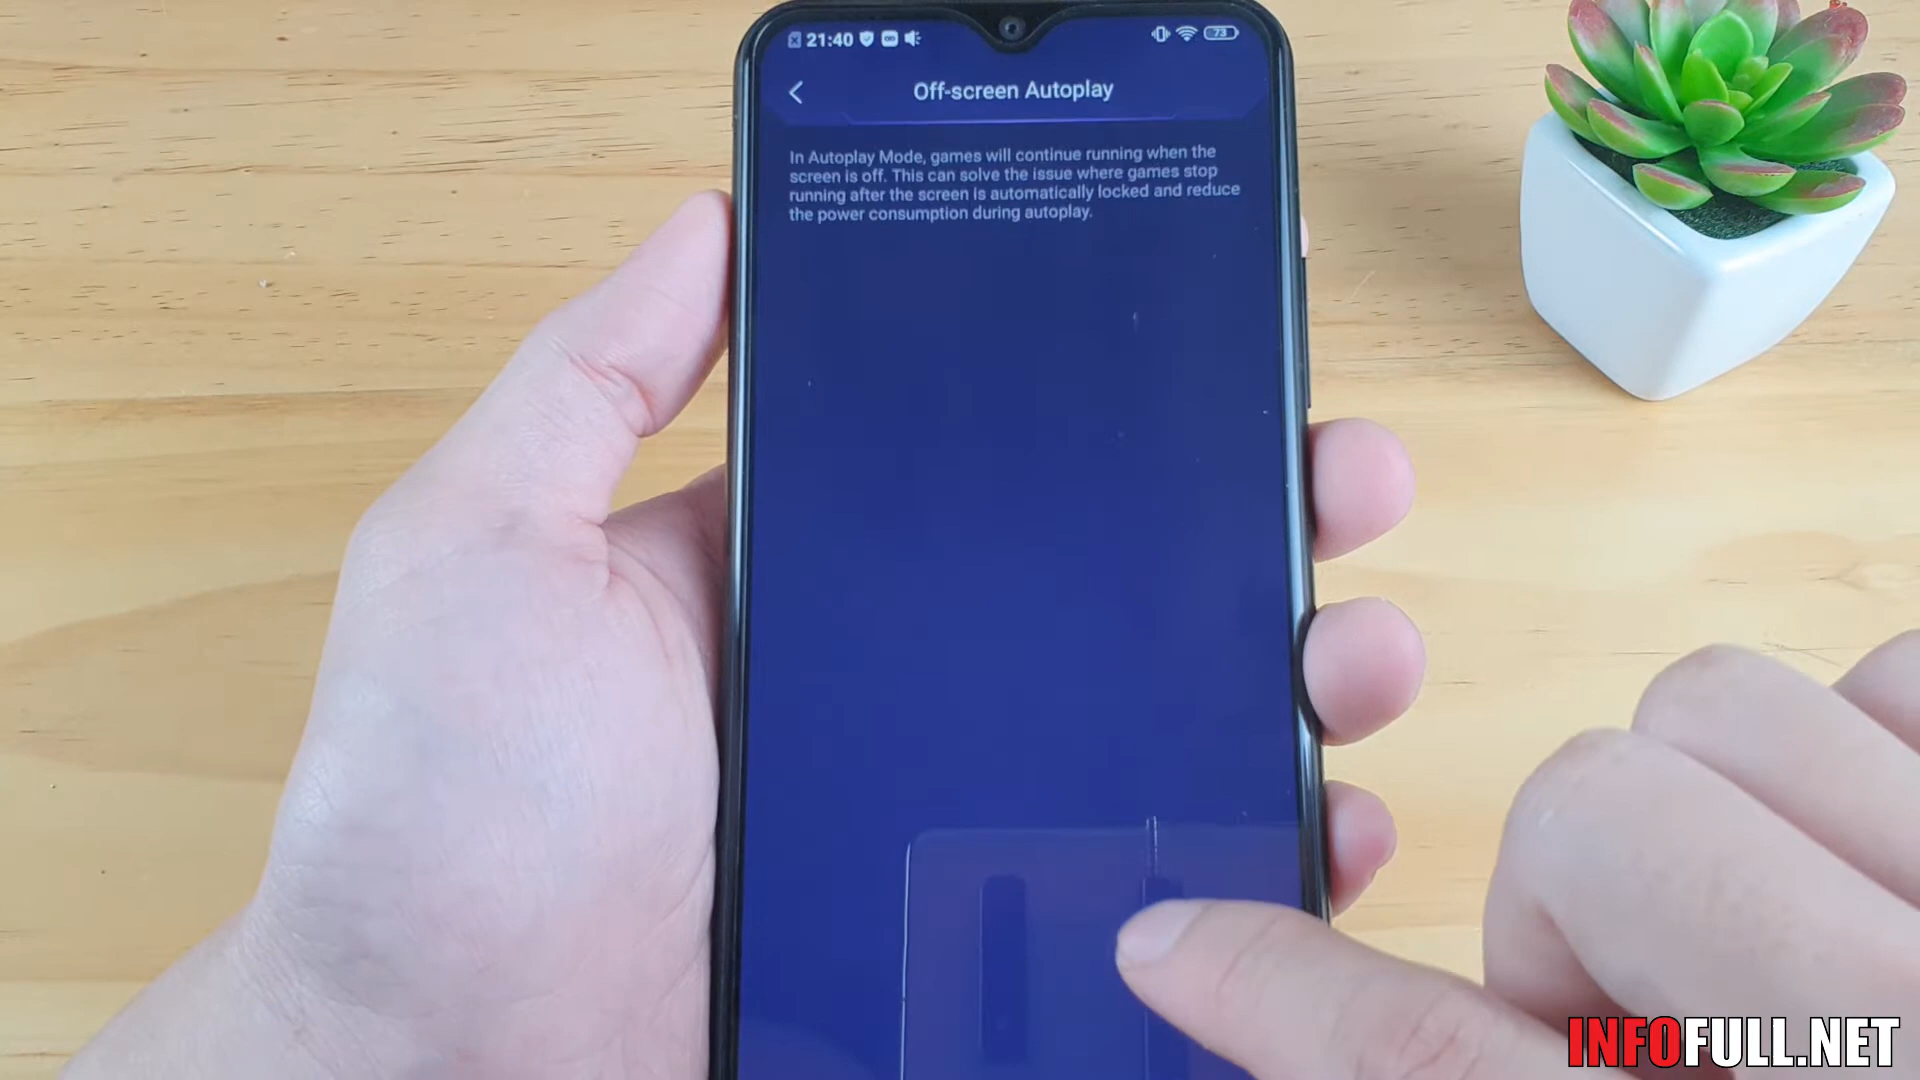 21:40
73
Off-screen Autoplay
In Autoplay Mode, games will continue running when the
screen is off. This can solve the issue where games stop
running after the screen is automatically locked and reduce
the power consumption during autoplay.
INFOFULL.NET